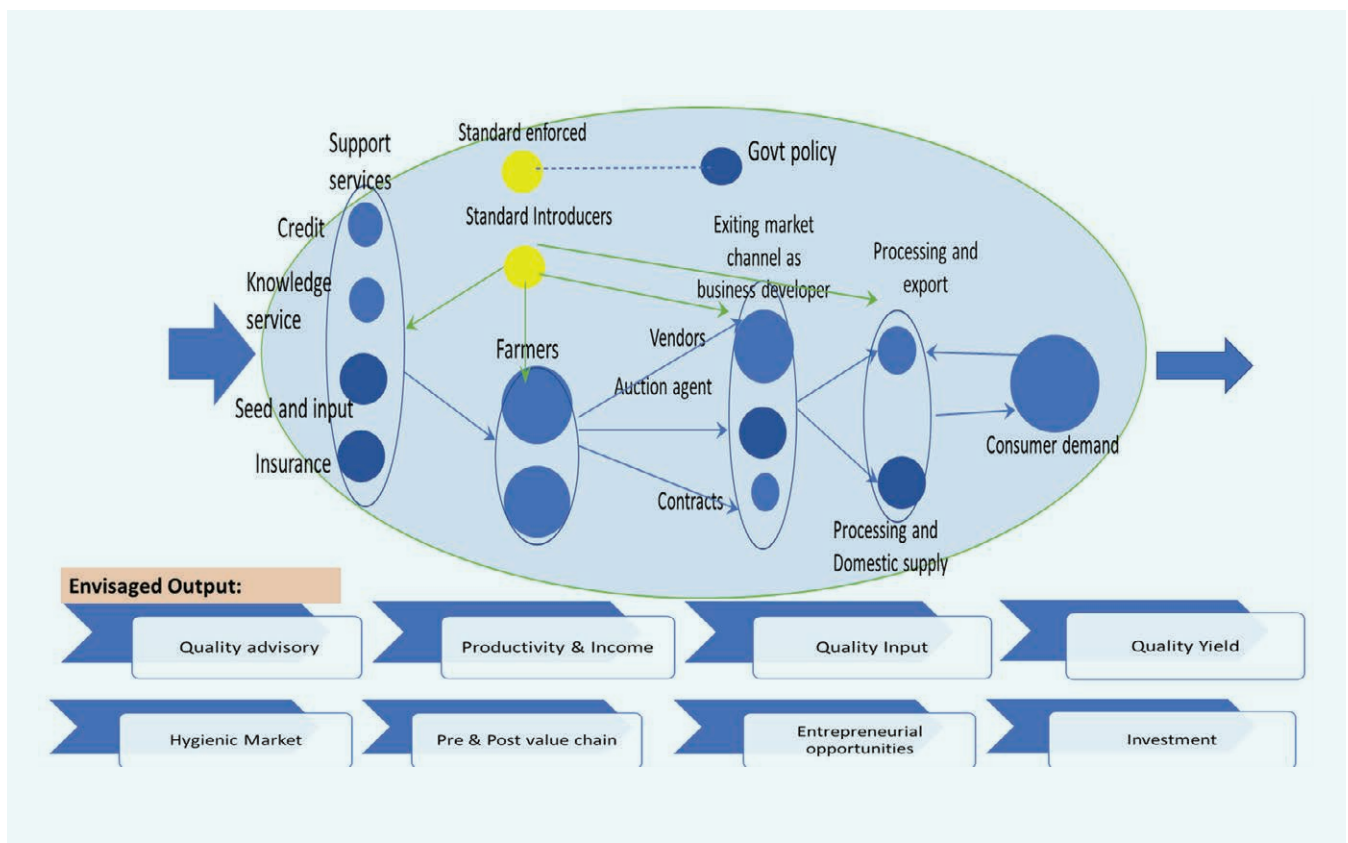 Support
services
Standard enforced
Govt policy
Credit
Standard Introducers
Exiting market
channel as
business developer
Processing and
export
Knowledge
service
Vendors
Farmers
Auction agent
Seed and input
Consumer demand
Insurance
Contracts
Processing and
Domestic supply
Envisaged Output:
Quality advisory
Productivity & Income
Quality Input
Quality Yield
Hygienic Market
Pre & Post value chain
Entrepreneurial
opportunities
Investment